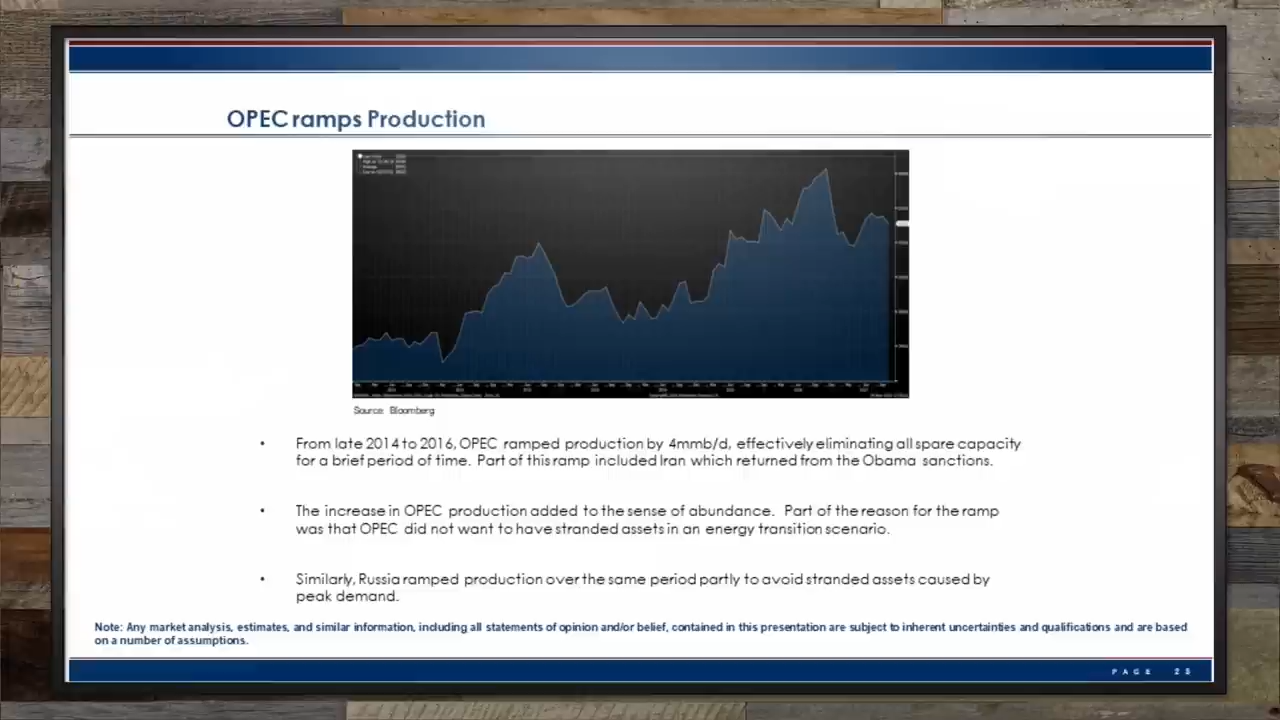 OPEC ramps Production
Source: Bloomberg
• From late 2014 to 2016, OPEC ramped production by 4mmb/d, effectively eliminating all spare capacity
for a brief period of time. Part of this ramp included Iran which returned from the Obama sanctions.
• The increase in OPEC production added to the sense of abundance. Part of the reason for the ramp
was that OPEC did not want to have stranded assets in an energy transition scenario.
• Similarly, Russia ramped production over the same period partly to avoid stranded assets caused by
peak demand.
Note: Any market analysis, estimates, and similar information, including all statements of opinion and/or belief, contained in this presentation are subject to inherent uncertainties and qualifications and are based
on a number of assumptions.
PAGE 25